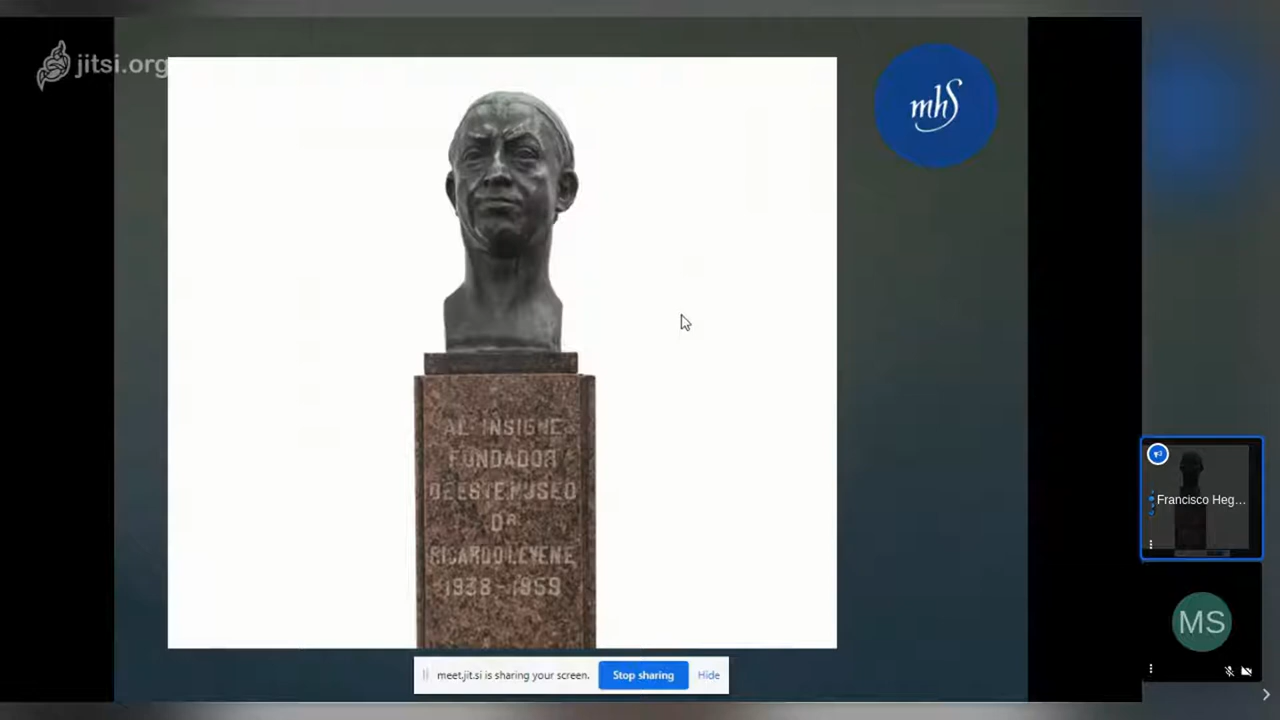 jitsi.org
mhS
AL INSIGNE
FUNDADOR
DE ESTE MUSEO
DR
RICARDO LEVENE
1938 - 1959
Francisco Heg...
MS
meet.jit.si is sharing your screen. Stop sharing Hide